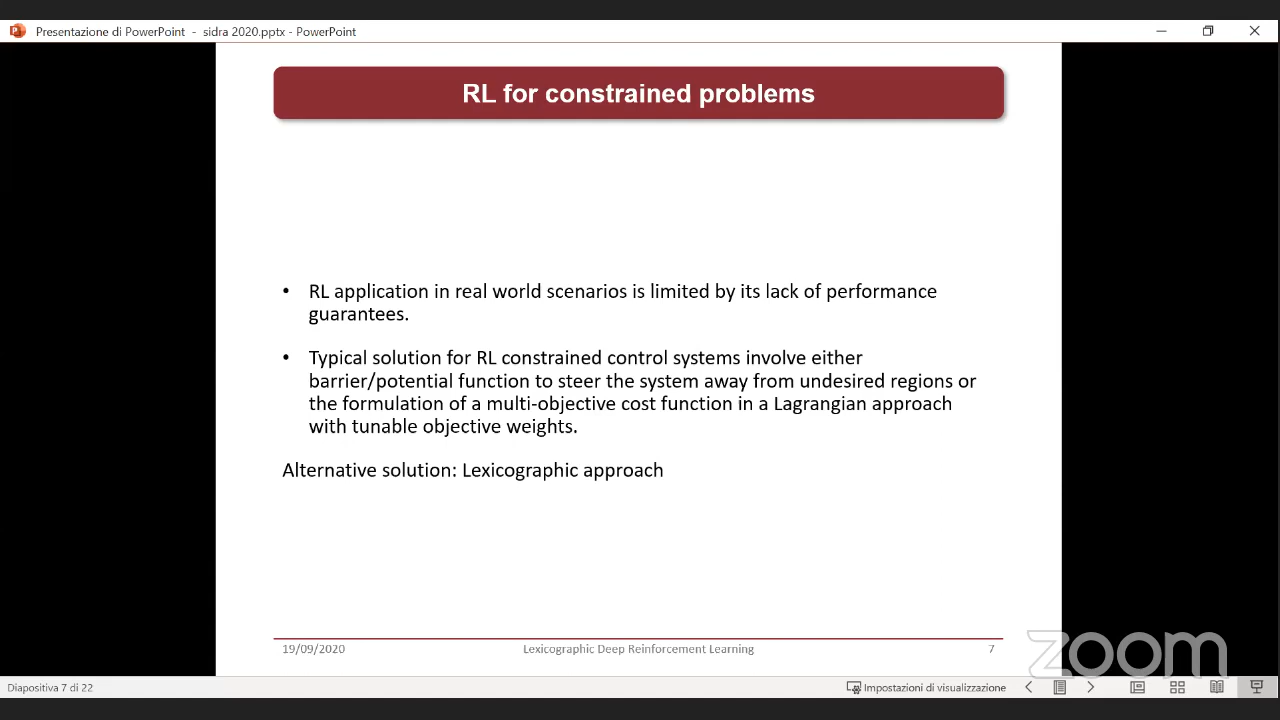 Presentazione di PowerPoint - sidra 2020.pptx - PowerPoint
RL for constrained problems
• RL application in real world scenarios is limited by its lack of performance
guarantees.
• Typical solution for RL constrained control systems involve either
barrier/potential function to steer the system away from undesired regions or
the formulation of a multi-objective cost function in a Lagrangian approach
with tunable objective weights.
Alternative solution: Lexicographic approach
19/09/2020 Lexicographic Deep Reinforcement Learning 7
zoom
Diapositiva 7 di 22 Impostazioni di visualizzazione